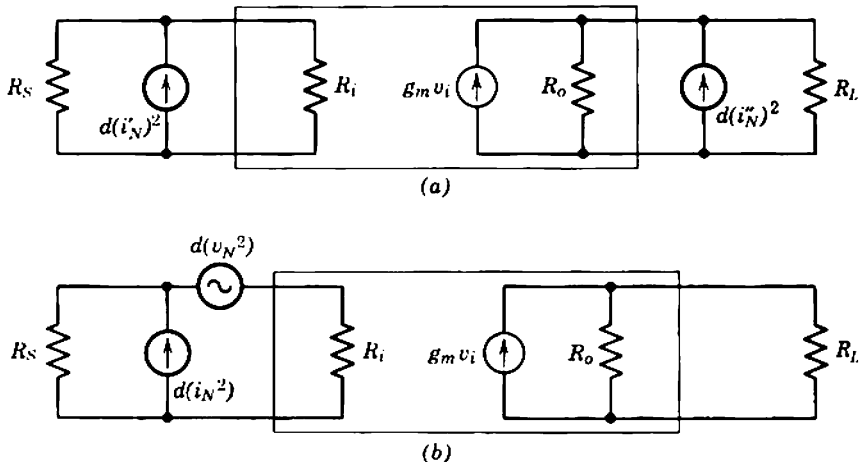 R_S d(i'_N)^2 R_i g_m v_i R_o d(i''_N)^2 R_L
(a)
d(v_N^2)
R_S d(i_N^2) R_i g_m v_i R_o R_L
(b)